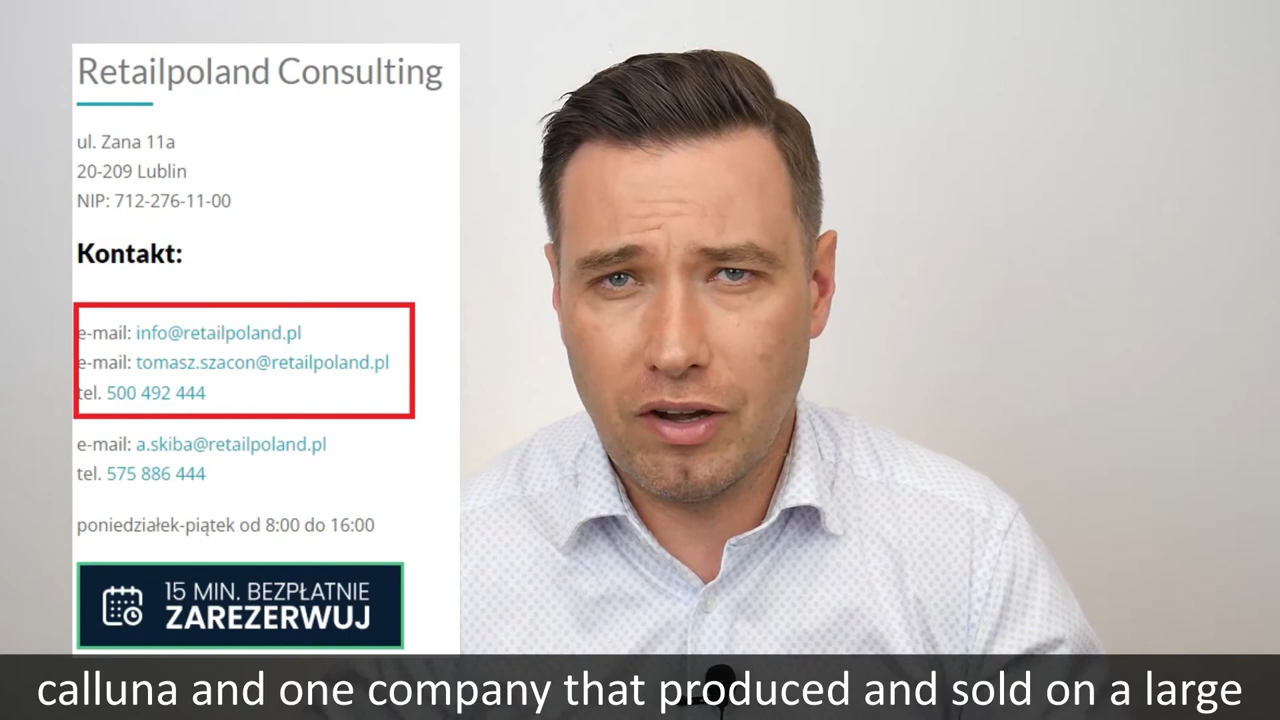 Retailpoland Consulting
ul. Zana 11a
20-209 Lublin
NIP: 712-276-11-00
Kontakt:
e-mail: info@retailpoland.pl
e-mail: tomasz.szacon@retailpoland.pl
tel. 500 492 444
e-mail: a.skiba@retailpoland.pl
tel. 575 886 444
poniedziałek-piątek od 8:00 do 16:00
15 MIN. BEZPŁATNIE
ZAREZERWUJ
calluna and one company that produced and sold on a large